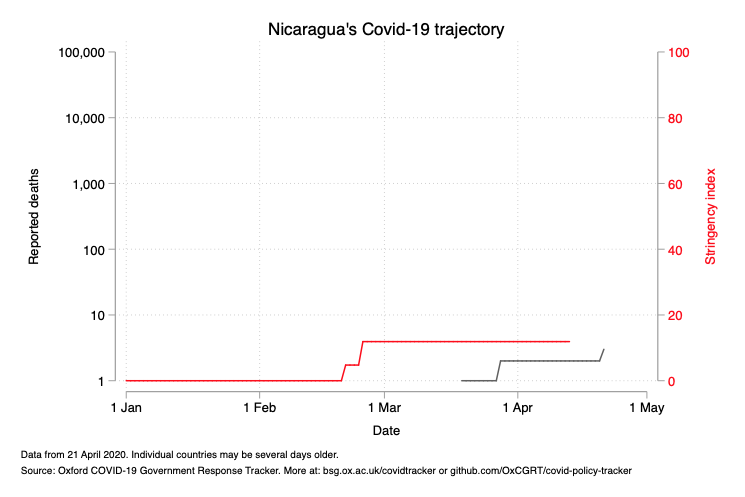 Nicaragua's Covid-19 trajectory
100,000
10,000
1,000
100
10
1
Reported deaths
100
80
60
40
20
0
Stringency index
1 Jan
1 Feb
1 Mar
1 Apr
1 May
Date
Data from 21 April 2020. Individual countries may be several days older.
Source: Oxford COVID-19 Government Response Tracker. More at: bsg.ox.ac.uk/covidtracker or github.com/OxCGRT/covid-policy-tracker